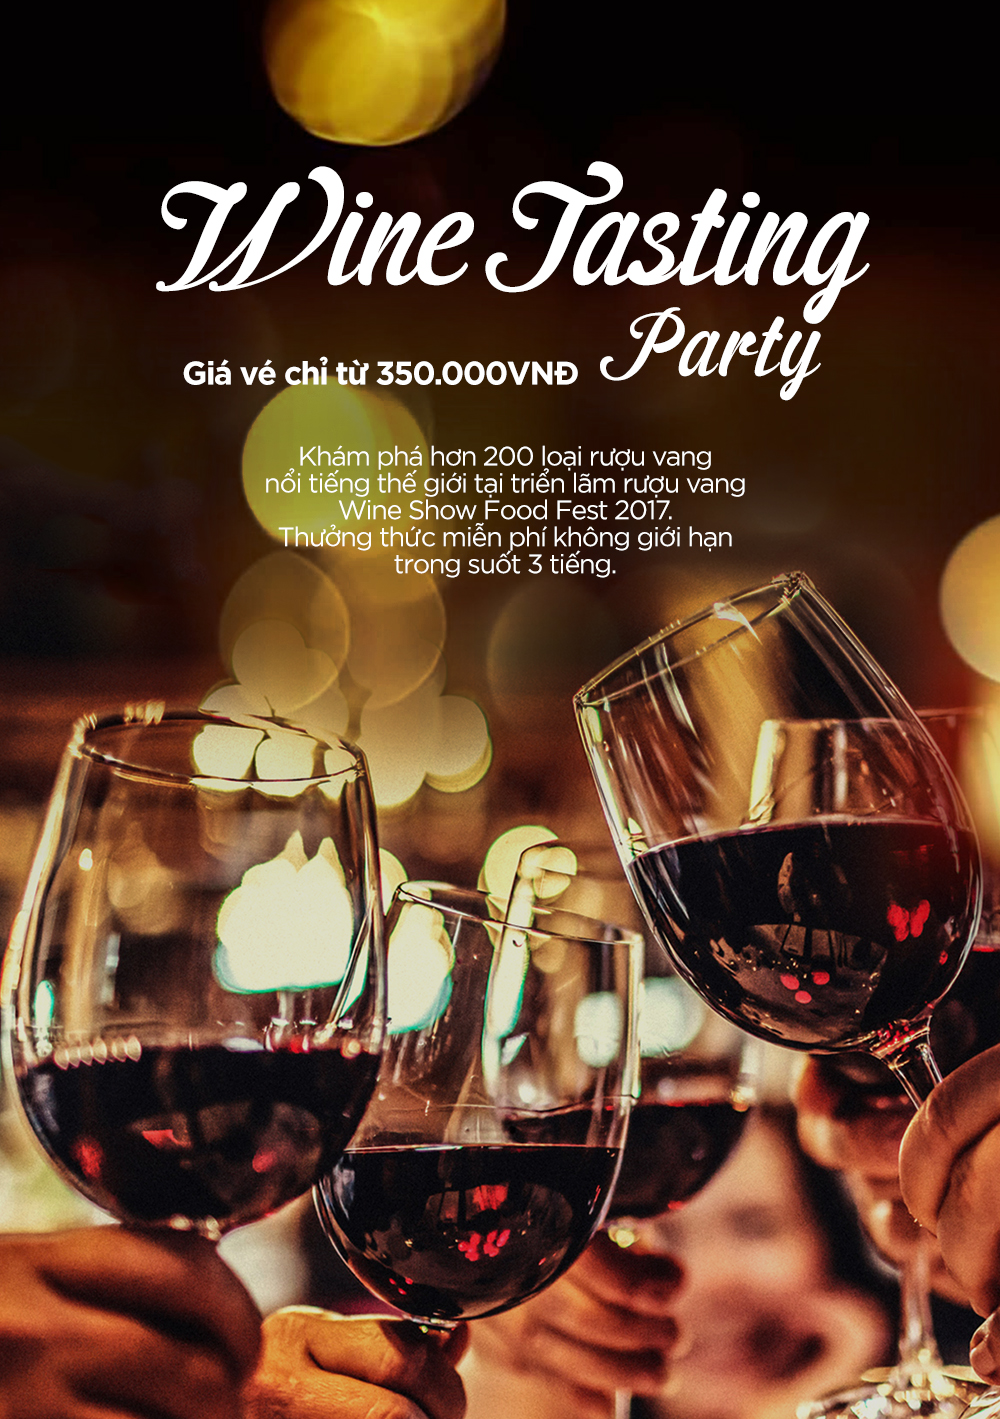 Wine Tasting
Party
Giá vé chỉ từ 350.000VNĐ
Khám phá hơn 200 loại rượu vang
nổi tiếng thế giới tại triển lãm rượu vang
Wine Show Food Fest 2017.
Thưởng thức miễn phí không giới hạn
trong suốt 3 tiếng.